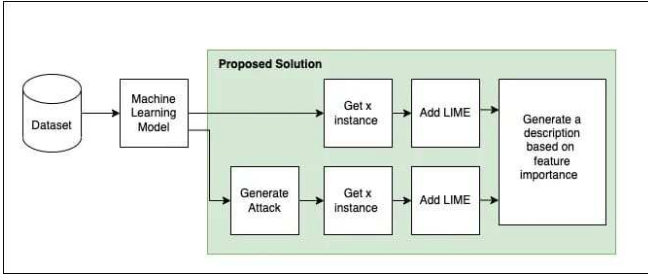 Proposed Solution
Dataset
Machine
Learning
Model
Get x
instance
Add LIME
Generate a
description
based on
feature
importance
Generate
Attack
Get x
instance
Add LIME